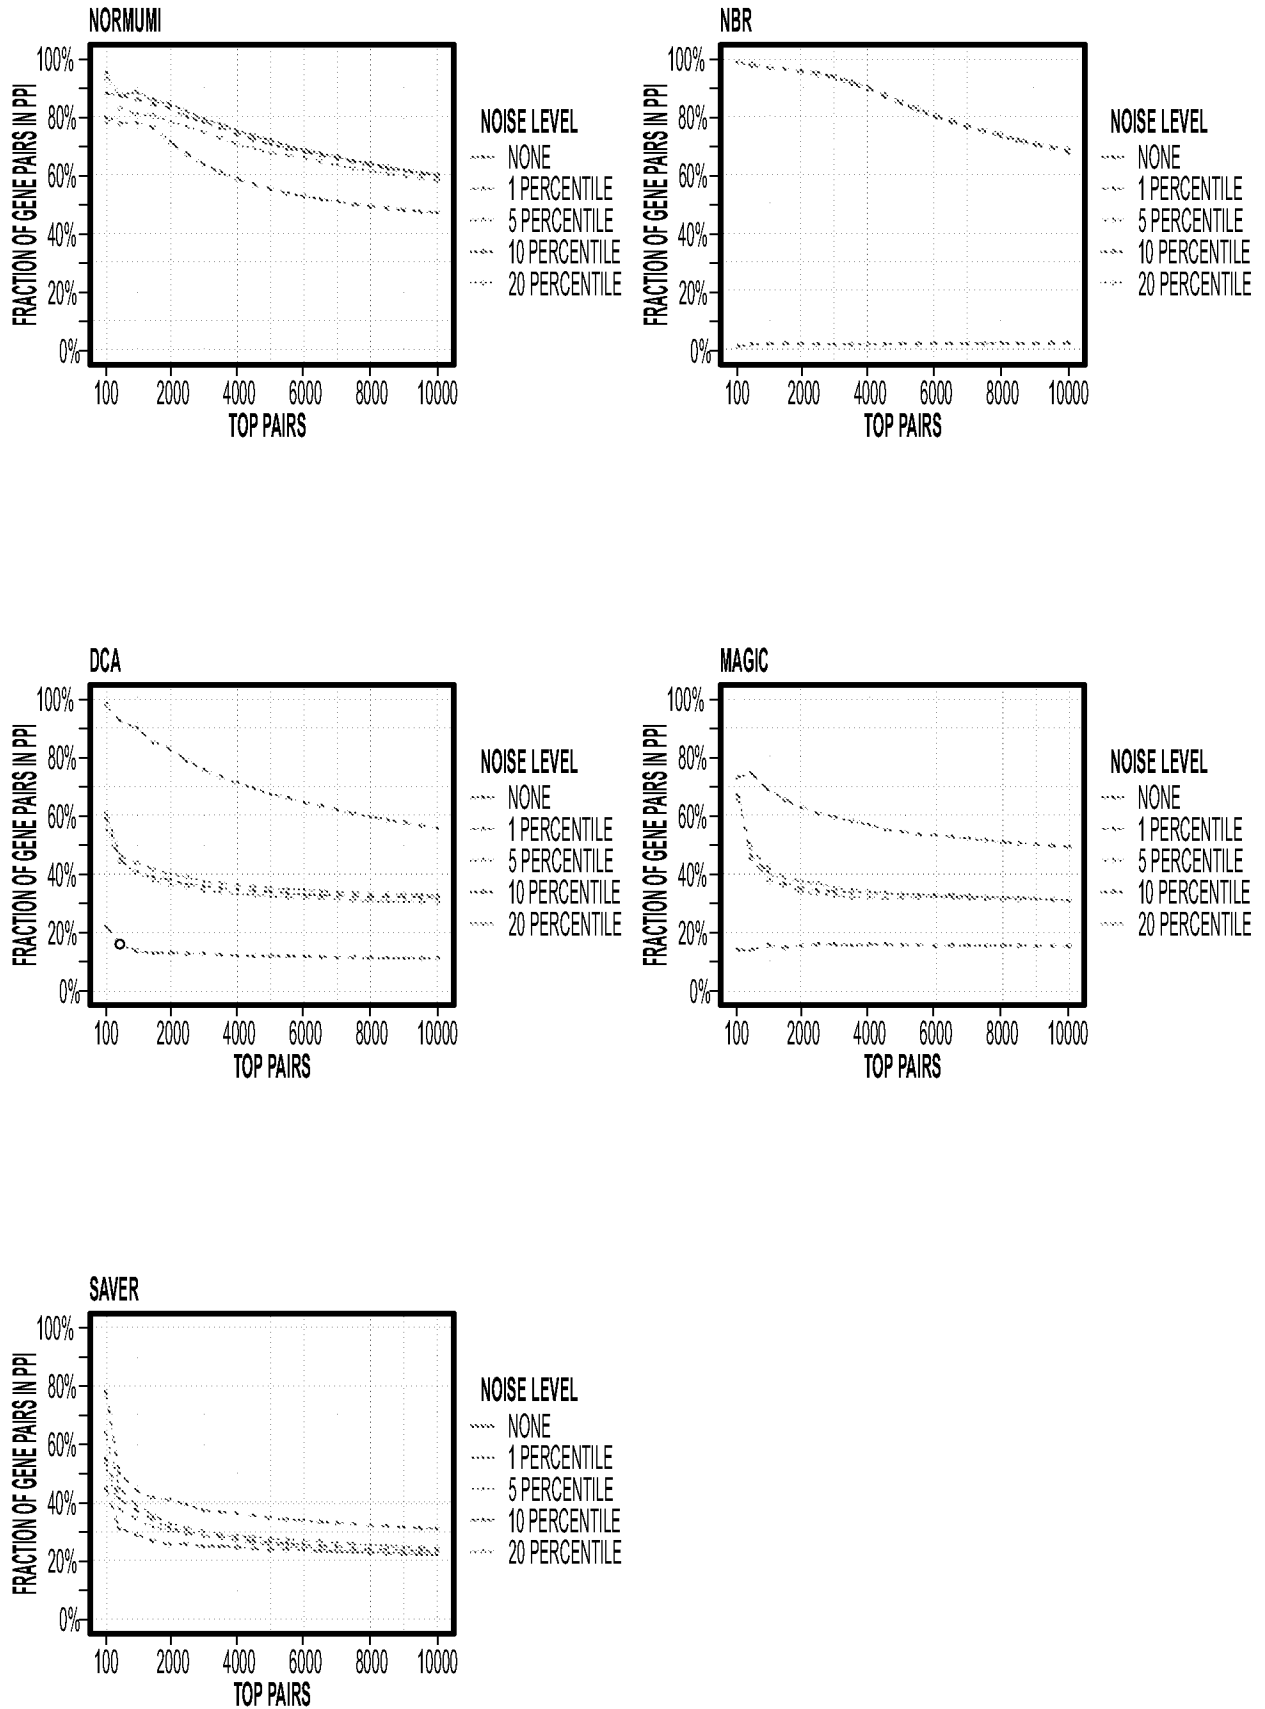 NORMUMI
FRACTION OF GENE PAIRS IN PPI
100%
80%
60%
40%
20%
0%
100 2000 4000 6000 8000 10000
TOP PAIRS
NOISE LEVEL
NONE
1 PERCENTILE
5 PERCENTILE
10 PERCENTILE
20 PERCENTILE
NBR
FRACTION OF GENE PAIRS IN PPI
100%
80%
60%
40%
20%
0%
100 2000 4000 6000 8000 10000
TOP PAIRS
NOISE LEVEL
NONE
1 PERCENTILE
5 PERCENTILE
10 PERCENTILE
20 PERCENTILE
DCA
FRACTION OF GENE PAIRS IN PPI
100%
80%
60%
40%
20%
0%
100 2000 4000 6000 8000 10000
TOP PAIRS
NOISE LEVEL
NONE
1 PERCENTILE
5 PERCENTILE
10 PERCENTILE
20 PERCENTILE
MAGIC
FRACTION OF GENE PAIRS IN PPI
100%
80%
60%
40%
20%
0%
100 2000 4000 6000 8000 10000
TOP PAIRS
NOISE LEVEL
NONE
1 PERCENTILE
5 PERCENTILE
10 PERCENTILE
20 PERCENTILE
SAVER
FRACTION OF GENE PAIRS IN PPI
100%
80%
60%
40%
20%
0%
100 2000 4000 6000 8000 10000
TOP PAIRS
NOISE LEVEL
NONE
1 PERCENTILE
5 PERCENTILE
10 PERCENTILE
20 PERCENTILE